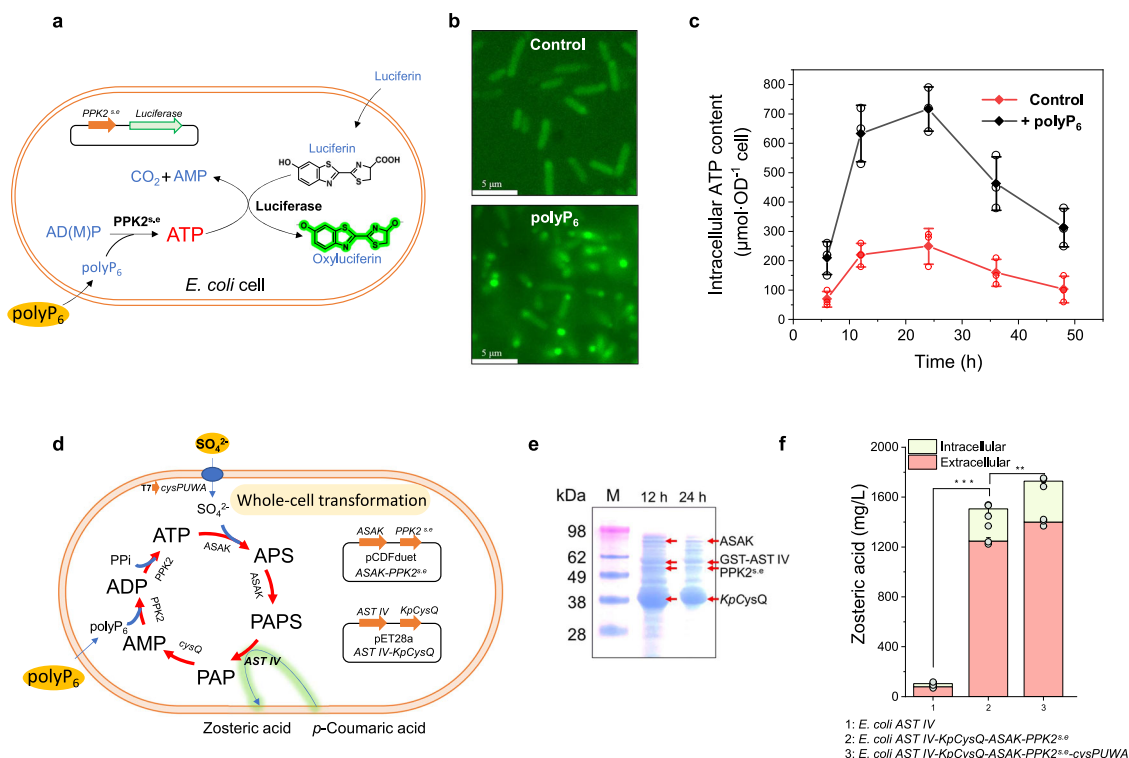 a
PPK2 s.e
Luciferase
Luciferin
Luciferin
HO
S
N
N
S
COOH
CO2 + AMP
Luciferase
AD(M)P
PPK2s.e
ATP
polyP6
O
S
N
N
S
O-
Oxyluciferin
E. coli cell
polyP6
b
Control
5 μm
polyP6
5 μm
c
Intracellular ATP content
(μmol·OD-1 cell)
800
700
600
500
400
300
200
100
0
Control
+ polyP6
0 10 20 30 40 50
Time (h)
d
SO42-
T7 cysPUWA
Whole-cell transformation
SO42-
ATP
ASAK
APS
PPi
PPK2
ADP
ASAK
PPK2
PAPS
polyP6
AMP
cysQ
PAP
AST IV
polyP6
ASAK PPK2 s.e
pCDFduet
ASAK-PPK2s.e
AST IV KpCysQ
pET28a
AST IV-KpCysQ
Zosteric acid p-Coumaric acid
e
kDa M 12 h 24 h
98
62
49
38
28
ASAK
GST-AST IV
PPK2s.e
KpCysQ
f
Zosteric acid (mg/L)
2000
1600
1200
800
400
0
Intracellular
Extracellular
***
**
1 2 3
1: E. coli AST IV
2: E. coli AST IV-KpCysQ-ASAK-PPK2s.e
3: E. coli AST IV-KpCysQ-ASAK-PPK2s.e-cysPUWA